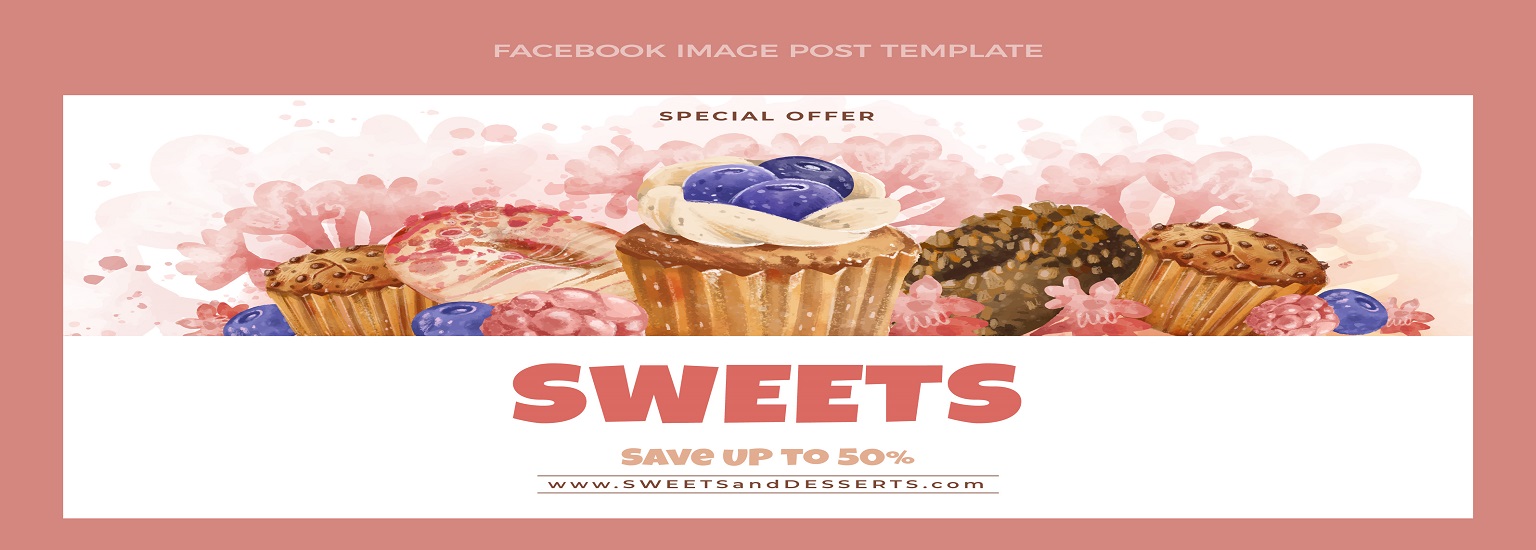 FACEBOOK IMAGE POST TEMPLATE
SPECIAL OFFER
SWEETS
SAVE UP TO 50%
www.SWEETSandDESSERTS.com